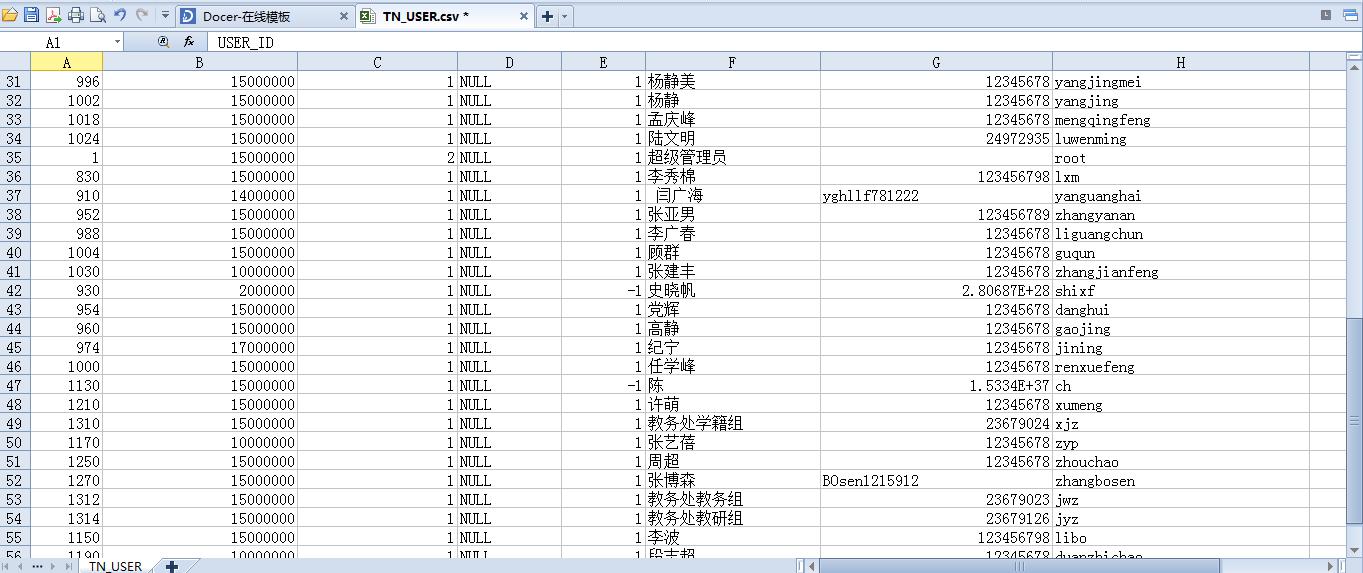 Docer-在线模板
TN_USER.csv *
A1
fx
USER_ID
A B C D E F G H
31 996 15000000 1 NULL 1 杨静美 12345678 yangjingmei
32 1002 15000000 1 NULL 1 杨静 12345678 yangjing
33 1018 15000000 1 NULL 1 孟庆峰 12345678 mengqingfeng
34 1024 15000000 1 NULL 1 陆文明 24972935 luwenming
35 1 15000000 2 NULL 1 超级管理员 root
36 830 15000000 1 NULL 1 李秀棉 123456798 lxm
37 910 14000000 1 NULL 1 闫广海 yghllf781222 yanguanghai
38 952 15000000 1 NULL 1 张亚男 123456789 zhangyanan
39 988 15000000 1 NULL 1 李广春 12345678 liguangchun
40 1004 15000000 1 NULL 1 顾群 12345678 guqun
41 1030 10000000 1 NULL 1 张建丰 12345678 zhangjianfeng
42 930 2000000 1 NULL -1 史晓帆 2.80687E+28 shixf
43 954 15000000 1 NULL 1 党辉 12345678 danghui
44 960 15000000 1 NULL 1 高静 12345678 gaojing
45 974 17000000 1 NULL 1 纪宁 12345678 jining
46 1000 15000000 1 NULL 1 任学峰 12345678 renxuefeng
47 1130 15000000 1 NULL -1 陈 1.5334E+37 ch
48 1210 15000000 1 NULL 1 许萌 12345678 xumeng
49 1310 15000000 1 NULL 1 教务处学籍组 23679024 xjz
50 1170 10000000 1 NULL 1 张艺蓓 12345678 zyp
51 1250 15000000 1 NULL 1 周超 12345678 zhouchao
52 1270 15000000 1 NULL 1 张博森 BOsen1215912 zhangbosen
53 1312 15000000 1 NULL 1 教务处教务组 23679023 jwz
54 1314 15000000 1 NULL 1 教务处教研组 23679126 jyz
55 1150 15000000 1 NULL 1 李波 123456798 libo
56 1190 10000000 1 NULL 1 段志超 12345678 duanzhichao
TN_USER